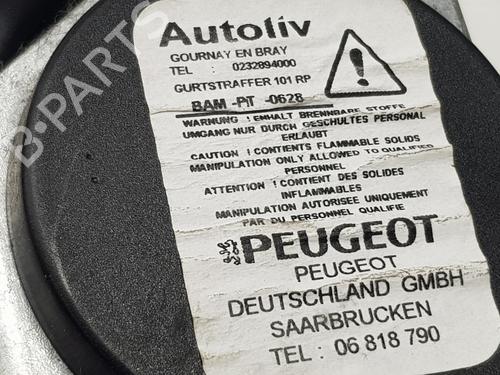 Autoliv
GOURNAY EN BRAY
TEL : 0232894000
GURTSTRAFFER 101 RP
BAM -PIT -0628
WARNUNG ! ENHALT BRENNBARE STOFFE
UMGANG NUR DURCH GESCHULTES PERSONAL
ERLAUBT
CAUTION ! CONTIENTS FLAMMABLE SOLIDS
MANIPULATION ONLY ALLOWED TO QUALIFIED
PERSONNEL
ATTENTION ! CONTIENT DES SOLIDES
INFLAMMABLES
MANIPULATION AUTORISEE UNIQUEMENT
PAR DU PERSONNEL QUALIFIE
PEUGEOT
PEUGEOT
DEUTSCHLAND GMBH
SAARBRUCKEN
TEL : 06 818 790
B-PARTS